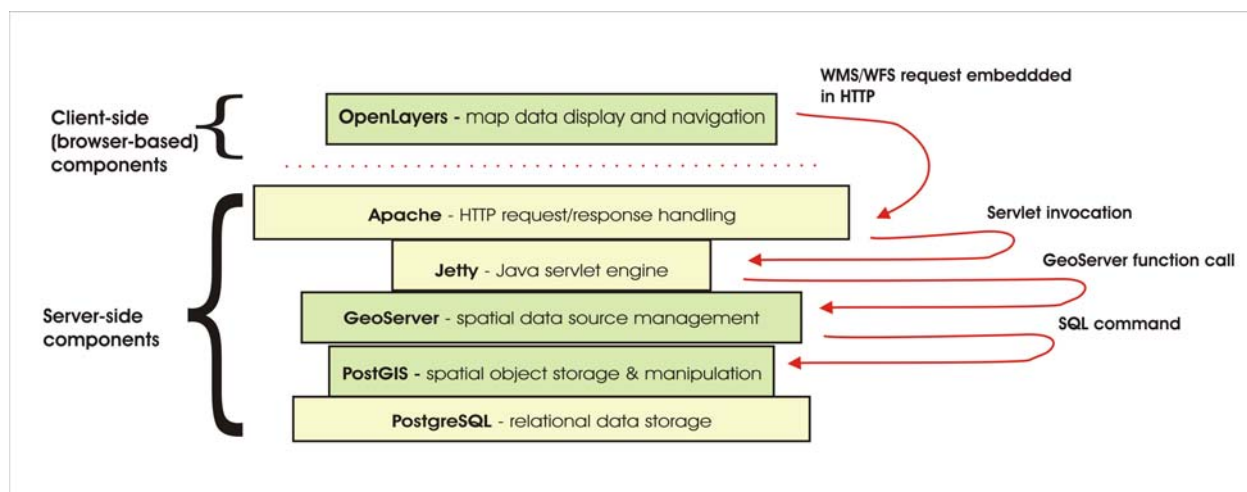 WMS/WFS request embeddded
in HTTP
Client-side
(browser-based)
components
OpenLayers - map data display and navigation
Apache - HTTP request/response handling
Servlet invocation
Jetty - Java servlet engine
GeoServer function call
GeoServer - spatial data source management
SQL command
Server-side
components
PostGIS - spatial object storage & manipulation
PostgreSQL - relational data storage